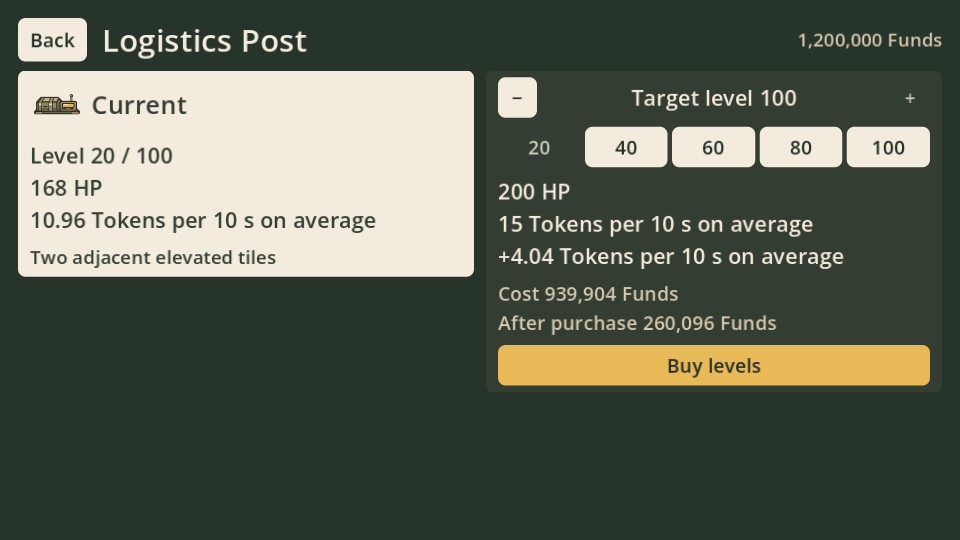 Back
Logistics Post
1,200,000 Funds
Current
Level 20 / 100
168 HP
10.96 Tokens per 10 s on average
Two adjacent elevated tiles
−
Target level 100
+
20
40
60
80
100
200 HP
15 Tokens per 10 s on average
+4.04 Tokens per 10 s on average
Cost 939,904 Funds
After purchase 260,096 Funds
Buy levels